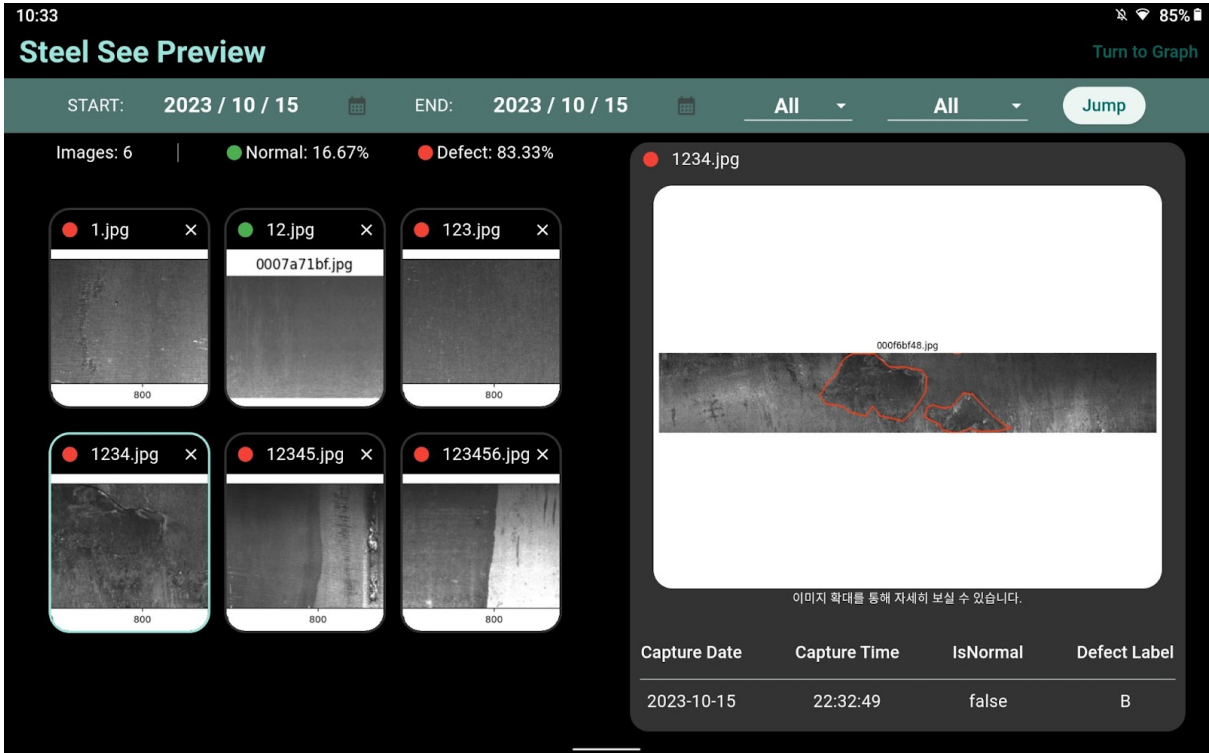 10:33
85%
Steel See Preview
Turn to Graph
START: 2023 / 10 / 15 END: 2023 / 10 / 15 All All Jump
Images: 6 | Normal: 16.67% Defect: 83.33%
1.jpg ×
800
12.jpg ×
0007a71bf.jpg
123.jpg ×
800
1234.jpg ×
800
12345.jpg ×
800
123456.jpg ×
800
1234.jpg
000f6bf48.jpg
이미지 확대를 통해 자세히 보실 수 있습니다.
Capture Date Capture Time IsNormal Defect Label
2023-10-15 22:32:49 false B